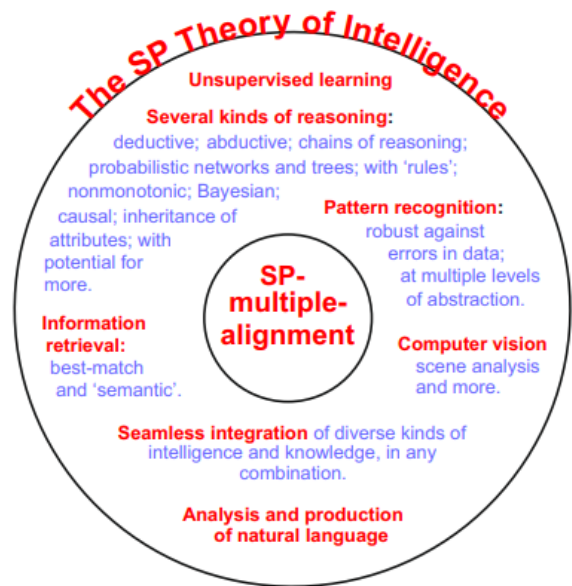 The SP Theory of Intelligence
Unsupervised learning
Several kinds of reasoning:
deductive; abductive; chains of reasoning;
probabilistic networks and trees; with ‘rules’;
nonmonotonic; Bayesian;
causal; inheritance of
attributes; with
potential for
more.
Pattern recognition:
robust against
errors in data;
at multiple levels
of abstraction.
SP-
multiple-
alignment
Information
retrieval:
best-match
and ‘semantic’.
Computer vision
scene analysis
and more.
Seamless integration of diverse kinds of
intelligence and knowledge, in any
combination.
Analysis and production
of natural language